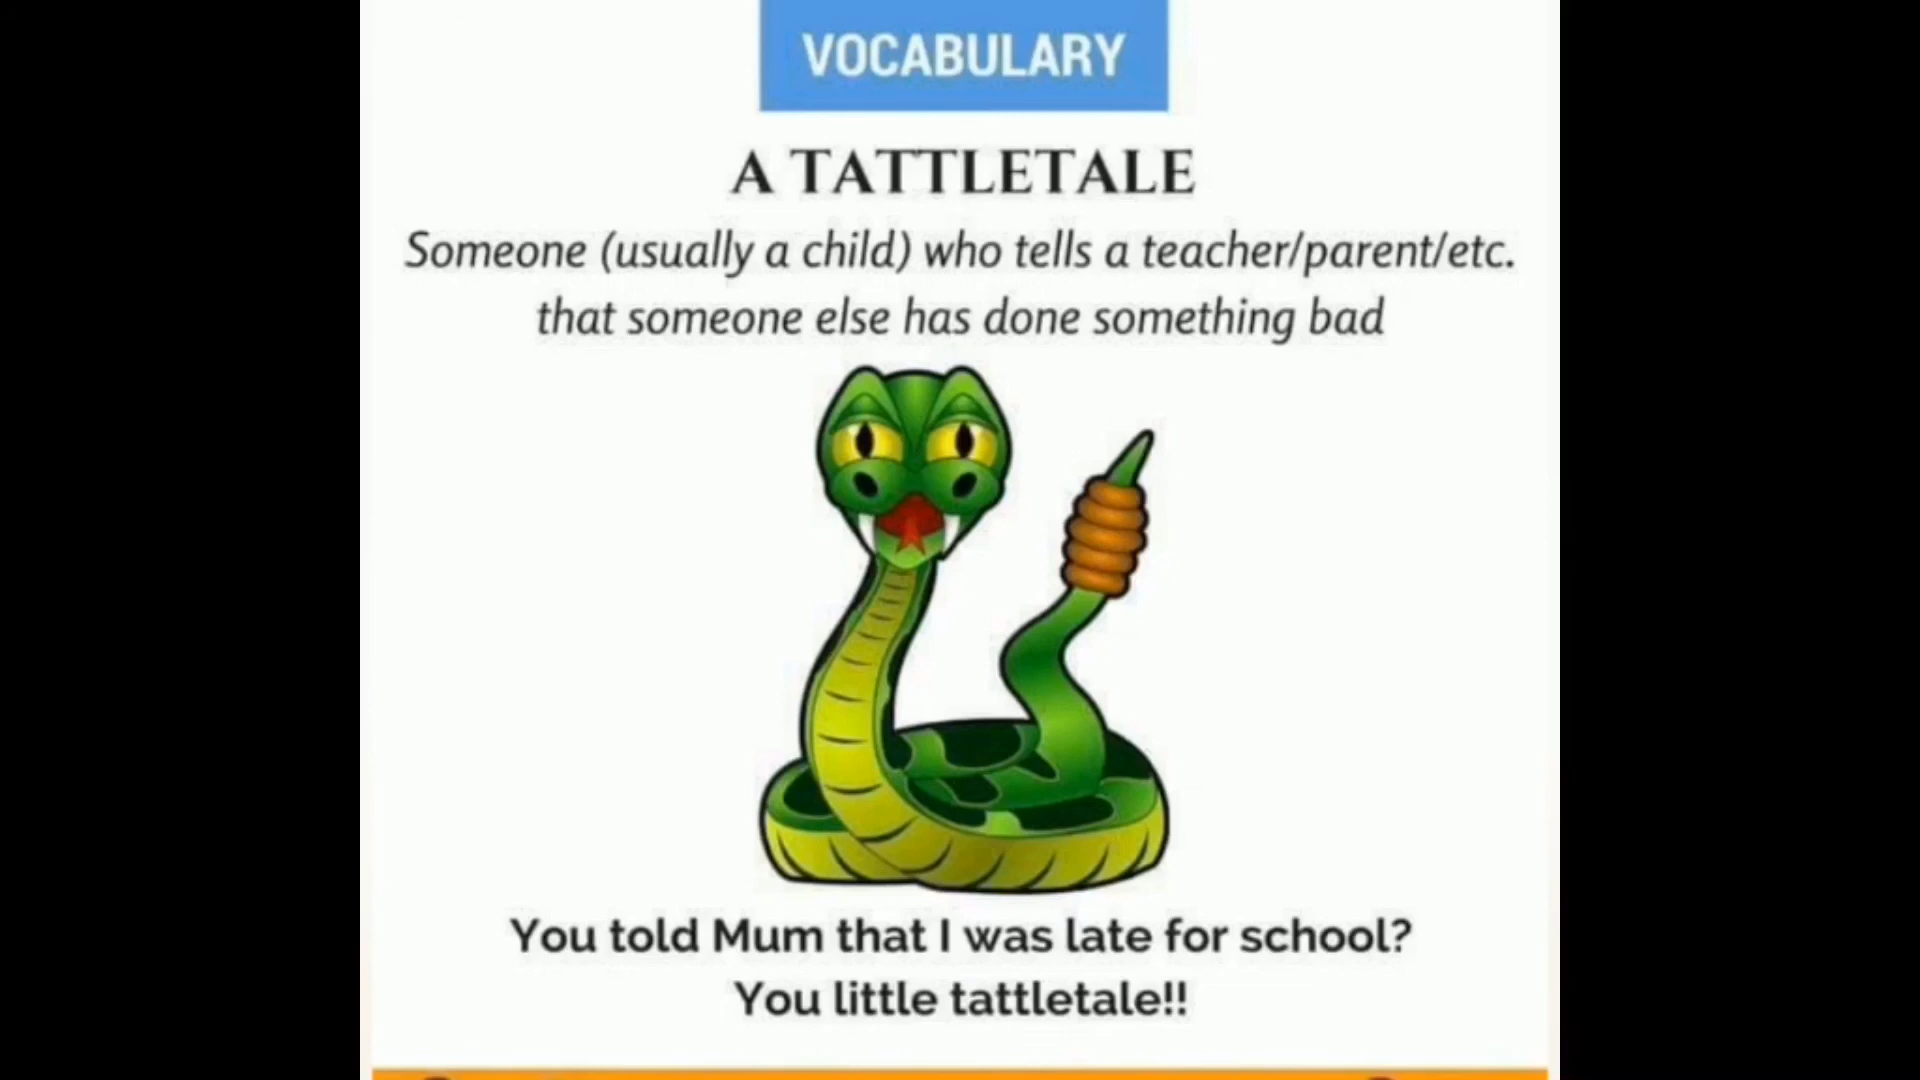 VOCABULARY
A TATTLETALE
Someone (usually a child) who tells a teacher/parent/etc.
that someone else has done something bad
You told Mum that I was late for school?
You little tattletale!!